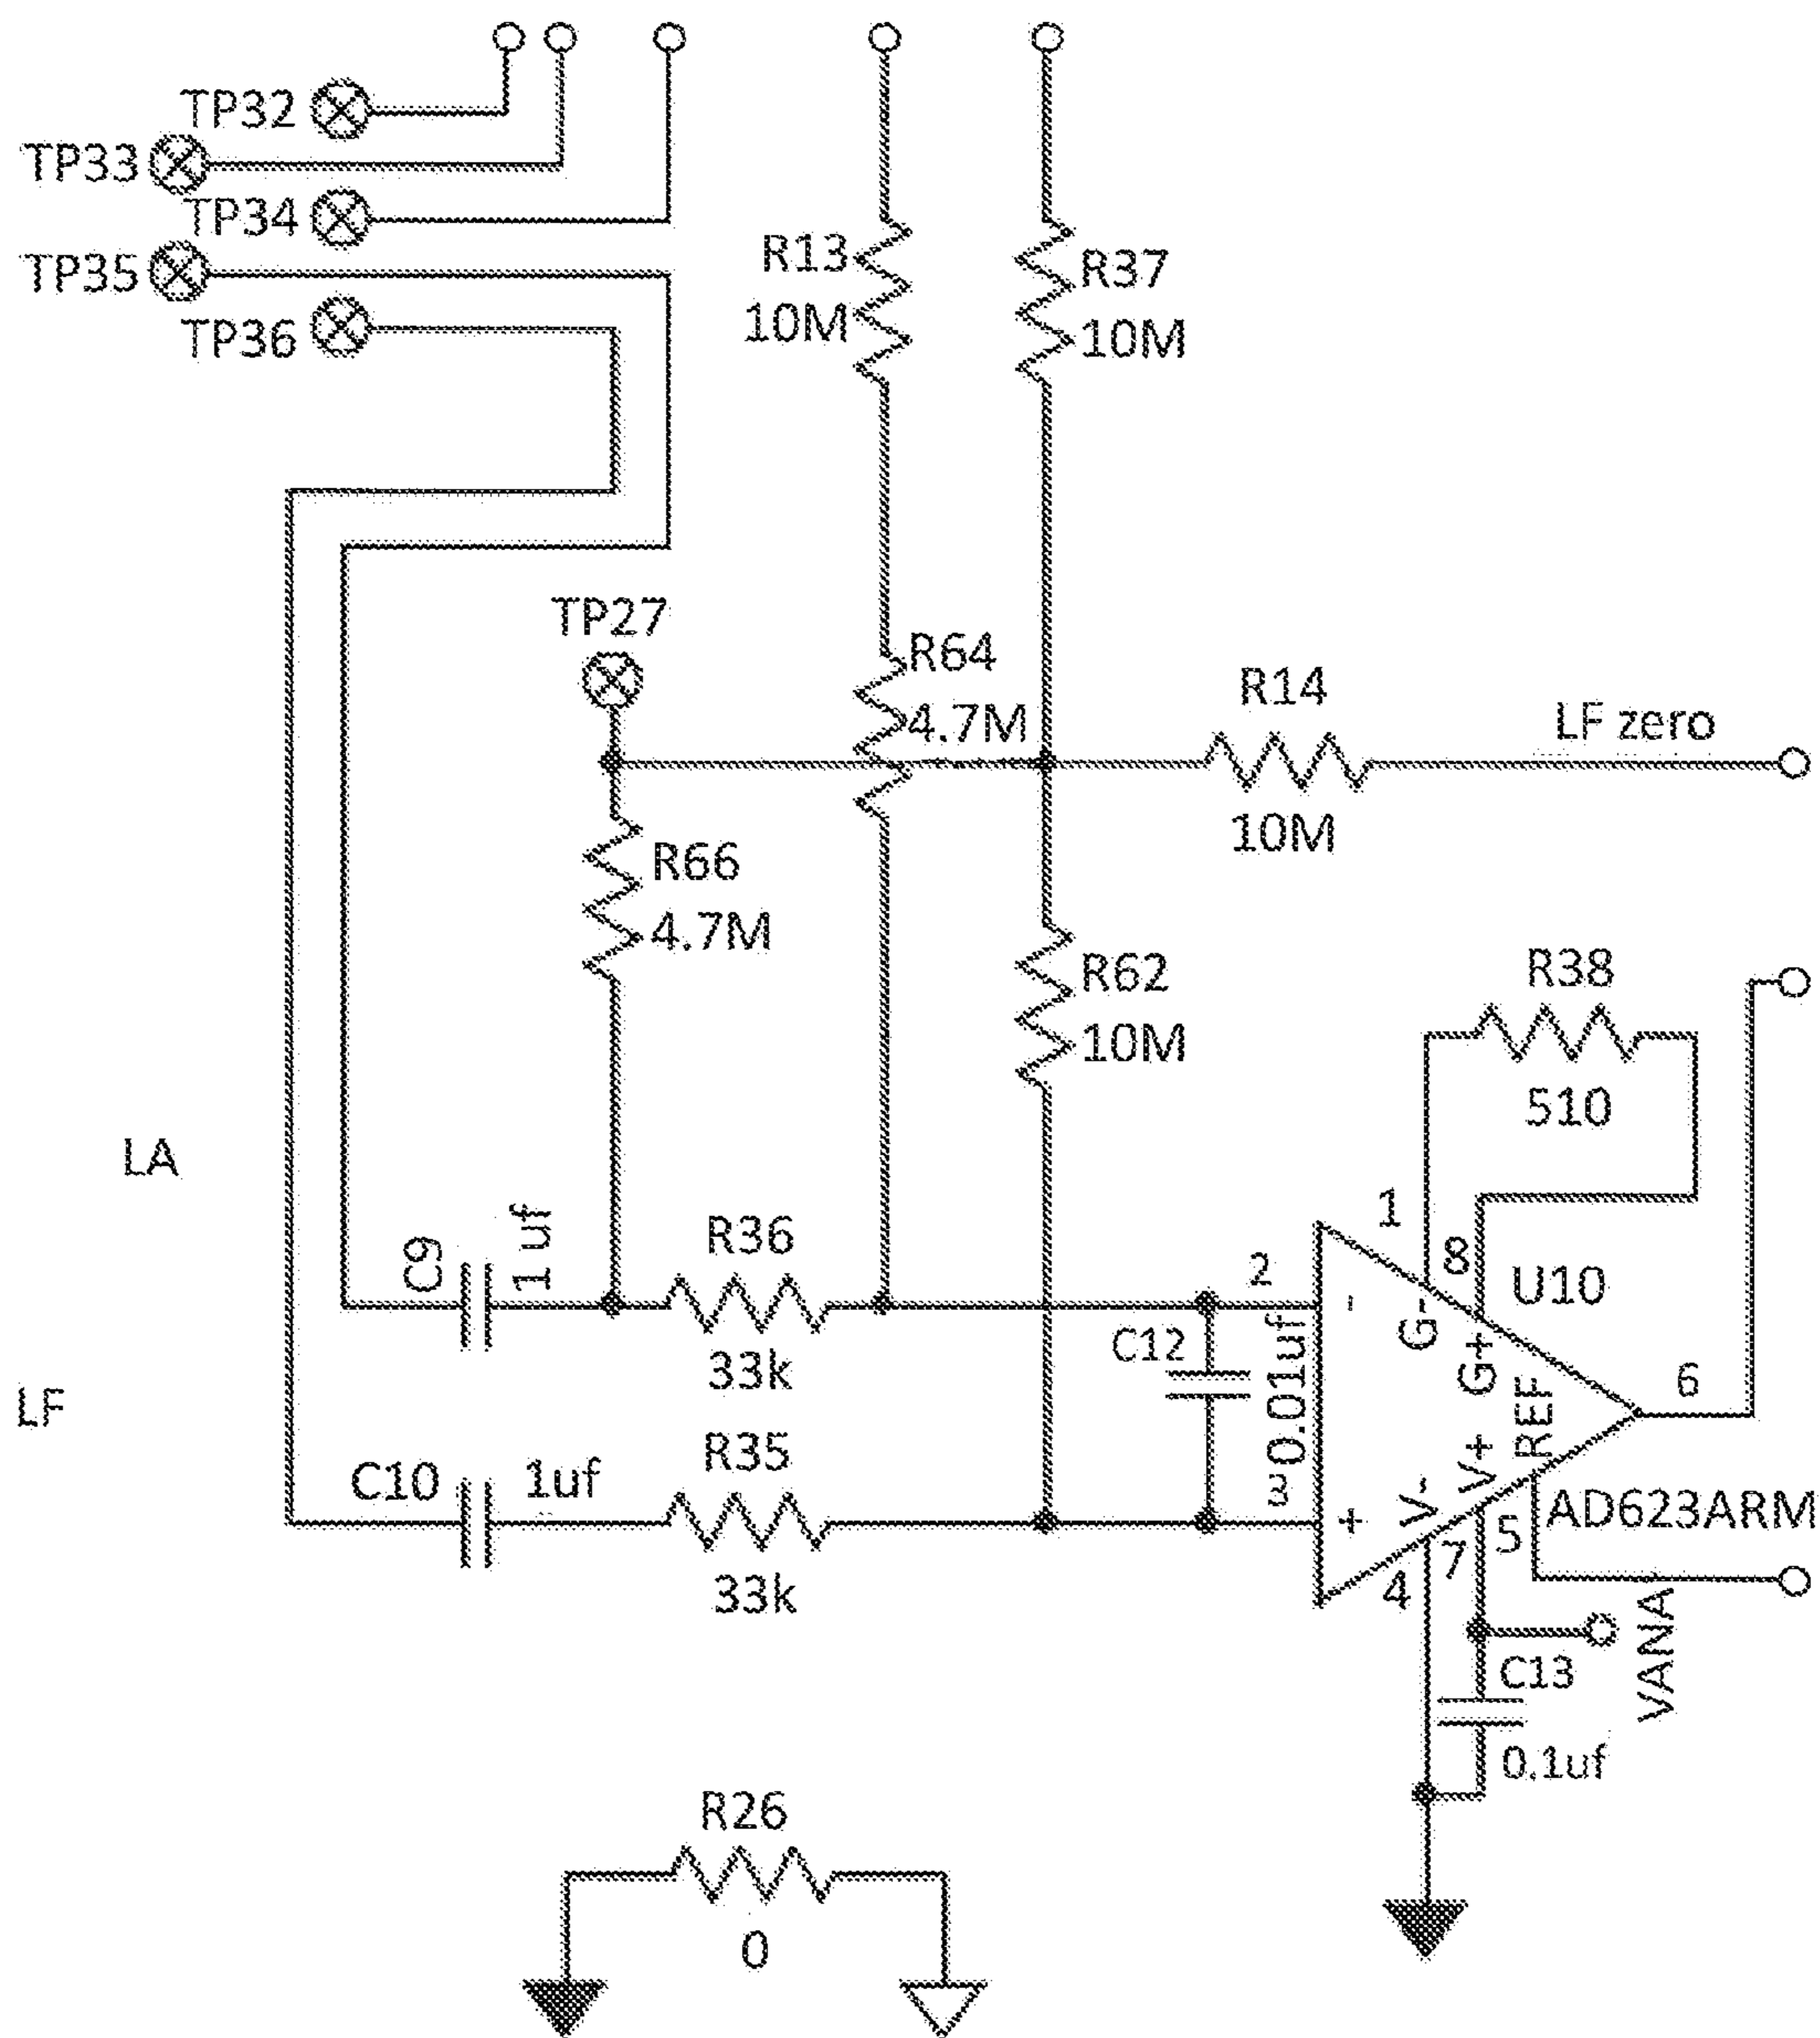 TP32
TP33
TP34
TP35
TP36
R13
10M
R37
10M
TP27
R64
4.7M
R14
10M
LF zero
R66
4.7M
R62
10M
R38
510
LA
C9
1 uf
R36
33k
LF
C10
1uf
R35
33k
C12
0.01uf
2
3
-
+
1
8
G-
G+
U10
6
REF
V+
V-
4
7
5
AD623ARM
VANA
C13
0.1uf
R26
0